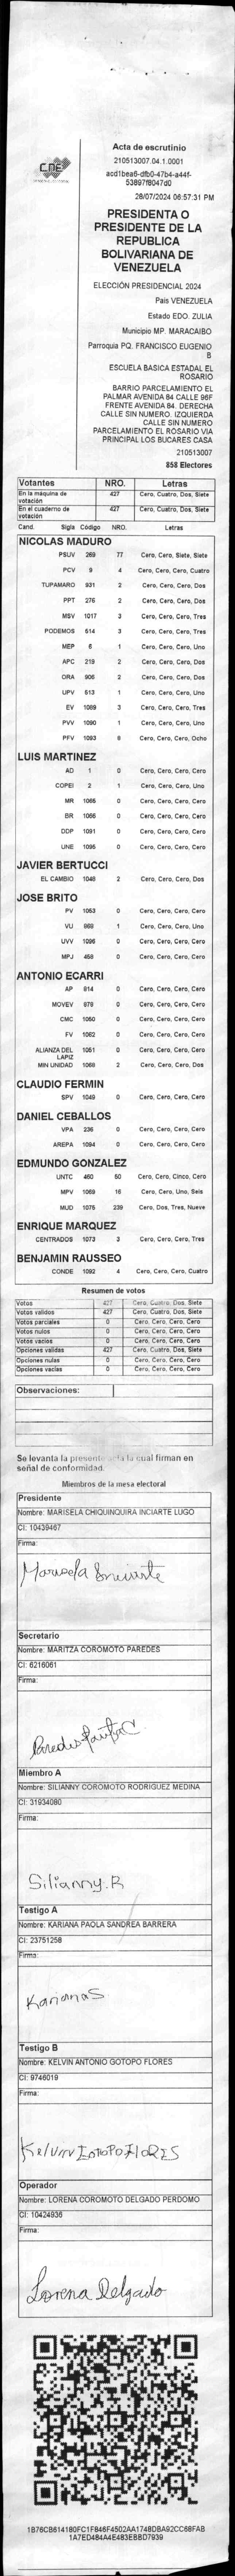 CNE
Acta de escrutinio
210513007.04.1.0001
acd1bea6-dfb0-47b4-a44f-
53897f8047d0
28/07/2024 06:57:31 PM
PRESIDENTA O
PRESIDENTE DE LA
REPUBLICA
BOLIVARIANA DE
VENEZUELA
ELECCIÓN PRESIDENCIAL 2024
País VENEZUELA
Estado EDO. ZULIA
Municipio MP. MARACAIBO
Parroquia PQ. FRANCISCO EUGENIO
B
ESCUELA BASICA ESTADAL EL
ROSARIO
BARRIO PARCELAMIENTO EL
PALMAR AVENIDA 84 CALLE 96F
FRENTE AVENIDA 84. DERECHA
CALLE SIN NUMERO. IZQUIERDA
CALLE SIN NUMERO
PARCELAMIENTO EL ROSARIO VIA
PRINCIPAL LOS BUCARES CASA
210513007
858 Electores
Votantes NRO. Letras
En la máquina de votación 427 Cero, Cuatro, Dos, Siete
En el cuaderno de votación 427 Cero, Cuatro, Dos, Siete
Cand. Sigla Código NRO. Letras
NICOLAS MADURO
PSUV 269 77 Cero, Cero, Siete, Siete
PCV 9 4 Cero, Cero, Cero, Cuatro
TUPAMARO 931 2 Cero, Cero, Cero, Dos
PPT 276 2 Cero, Cero, Cero, Dos
MSV 1017 3 Cero, Cero, Cero, Tres
PODEMOS 514 3 Cero, Cero, Cero, Tres
MEP 6 1 Cero, Cero, Cero, Uno
APC 219 2 Cero, Cero, Cero, Dos
ORA 906 2 Cero, Cero, Cero, Dos
UPV 513 1 Cero, Cero, Cero, Uno
EV 1089 3 Cero, Cero, Cero, Tres
PVV 1090 1 Cero, Cero, Cero, Uno
PFV 1093 8 Cero, Cero, Cero, Ocho
LUIS MARTINEZ
AD 1 0 Cero, Cero, Cero, Cero
COPEI 2 1 Cero, Cero, Cero, Uno
MR 1065 0 Cero, Cero, Cero, Cero
BR 1066 0 Cero, Cero, Cero, Cero
DDP 1091 0 Cero, Cero, Cero, Cero
UNE 1095 0 Cero, Cero, Cero, Cero
JAVIER BERTUCCI
EL CAMBIO 1048 2 Cero, Cero, Cero, Dos
JOSE BRITO
PV 1053 0 Cero, Cero, Cero, Cero
VU 868 1 Cero, Cero, Cero, Uno
UVV 1096 0 Cero, Cero, Cero, Cero
MPJ 458 0 Cero, Cero, Cero, Cero
ANTONIO ECARRI
AP 814 0 Cero, Cero, Cero, Cero
MOVEV 978 0 Cero, Cero, Cero, Cero
CMC 1050 0 Cero, Cero, Cero, Cero
FV 1062 0 Cero, Cero, Cero, Cero
ALIANZA DEL LAPIZ 1051 0 Cero, Cero, Cero, Cero
MIN UNIDAD 1068 2 Cero, Cero, Cero, Dos
CLAUDIO FERMIN
SPV 1049 0 Cero, Cero, Cero, Cero
DANIEL CEBALLOS
VPA 236 0 Cero, Cero, Cero, Cero
AREPA 1094 0 Cero, Cero, Cero, Cero
EDMUNDO GONZALEZ
UNTC 460 50 Cero, Cero, Cinco, Cero
MPV 1069 16 Cero, Cero, Uno, Seis
MUD 1075 239 Cero, Dos, Tres, Nueve
ENRIQUE MARQUEZ
CENTRADOS 1073 3 Cero, Cero, Cero, Tres
BENJAMIN RAUSSEO
CONDE 1092 4 Cero, Cero, Cero, Cuatro
Resumen de votos
Votos 427 Cero, Cuatro, Dos, Siete
Votos validos 427 Cero, Cuatro, Dos, Siete
Votos parciales 0 Cero, Cero, Cero, Cero
Votos nulos 0 Cero, Cero, Cero, Cero
Votos vacios 0 Cero, Cero, Cero, Cero
Opciones validas 427 Cero, Cuatro, Dos, Siete
Opciones nulas 0 Cero, Cero, Cero, Cero
Opciones vacias 0 Cero, Cero, Cero, Cero
Observaciones:
Se levanta la presente acta la cual firman en
señal de conformidad.
Miembros de la mesa electoral
Presidente
Nombre: MARISELA CHIQUINQUIRA INCIARTE LUGO
CI: 10439467
Firma:
Marisela Inciarte
Secretario
Nombre: MARITZA COROMOTO PAREDES
CI: 6216061
Firma:
Miembro A
Nombre: SILIANNY COROMOTO RODRIGUEZ MEDINA
CI: 31934080
Firma:
Silianny.R
Testigo A
Nombre: KARIANA PAOLA SANDREA BARRERA
CI: 23751258
Firma:
KarianaS
Testigo B
Nombre: KELVIN ANTONIO GOTOPO FLORES
CI: 9746019
Firma:
KelVIN GOTOPO FlORES
Operador
Nombre: LORENA COROMOTO DELGADO PERDOMO
CI: 10424936
Firma:
Lorena Delgado
1B76CB614180FC1F646F4502AA1748DBA92CC68FAB
1A7ED484A4E483EBBD7939